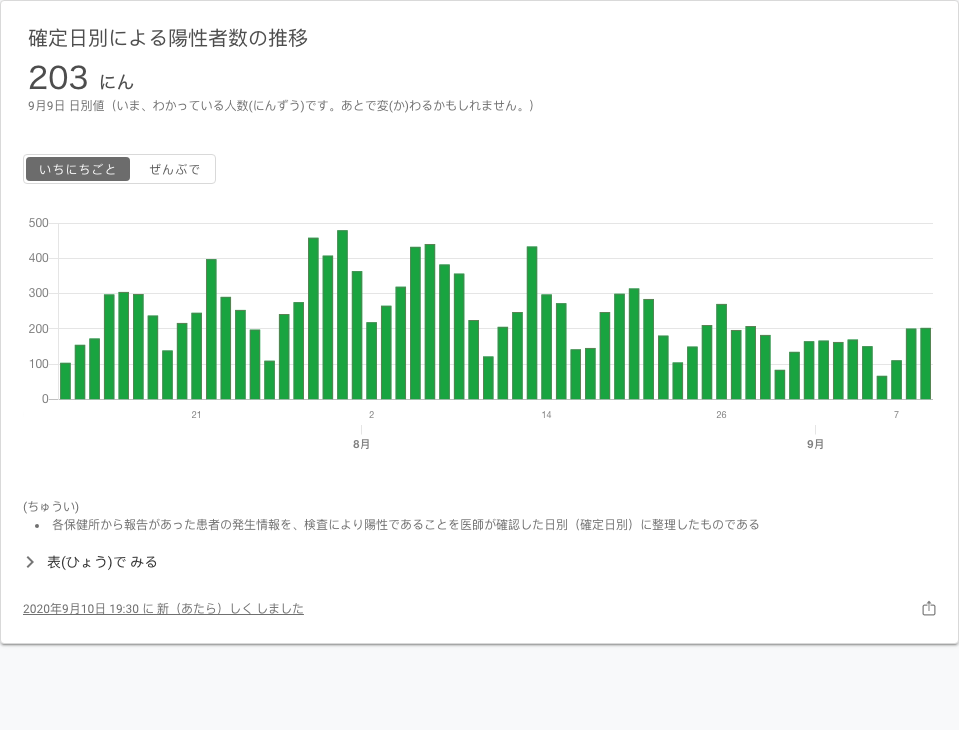 確定日別による陽性者数の推移
203 にん
9月9日 日別値（いま、わかっている人数(にんずう)です。あとで変(か)わるかもしれません。）
いちにちごと ぜんぶで
500
400
300
200
100
0
21 2 14 26 7
8月 9月
(ちゅうい)
• 各保健所から報告があった患者の発生情報を、検査により陽性であることを医師が確認した日別（確定日別）に整理したものである
表(ひょう)で みる
2020年9月10日 19:30 に 新（あたら）しく しました